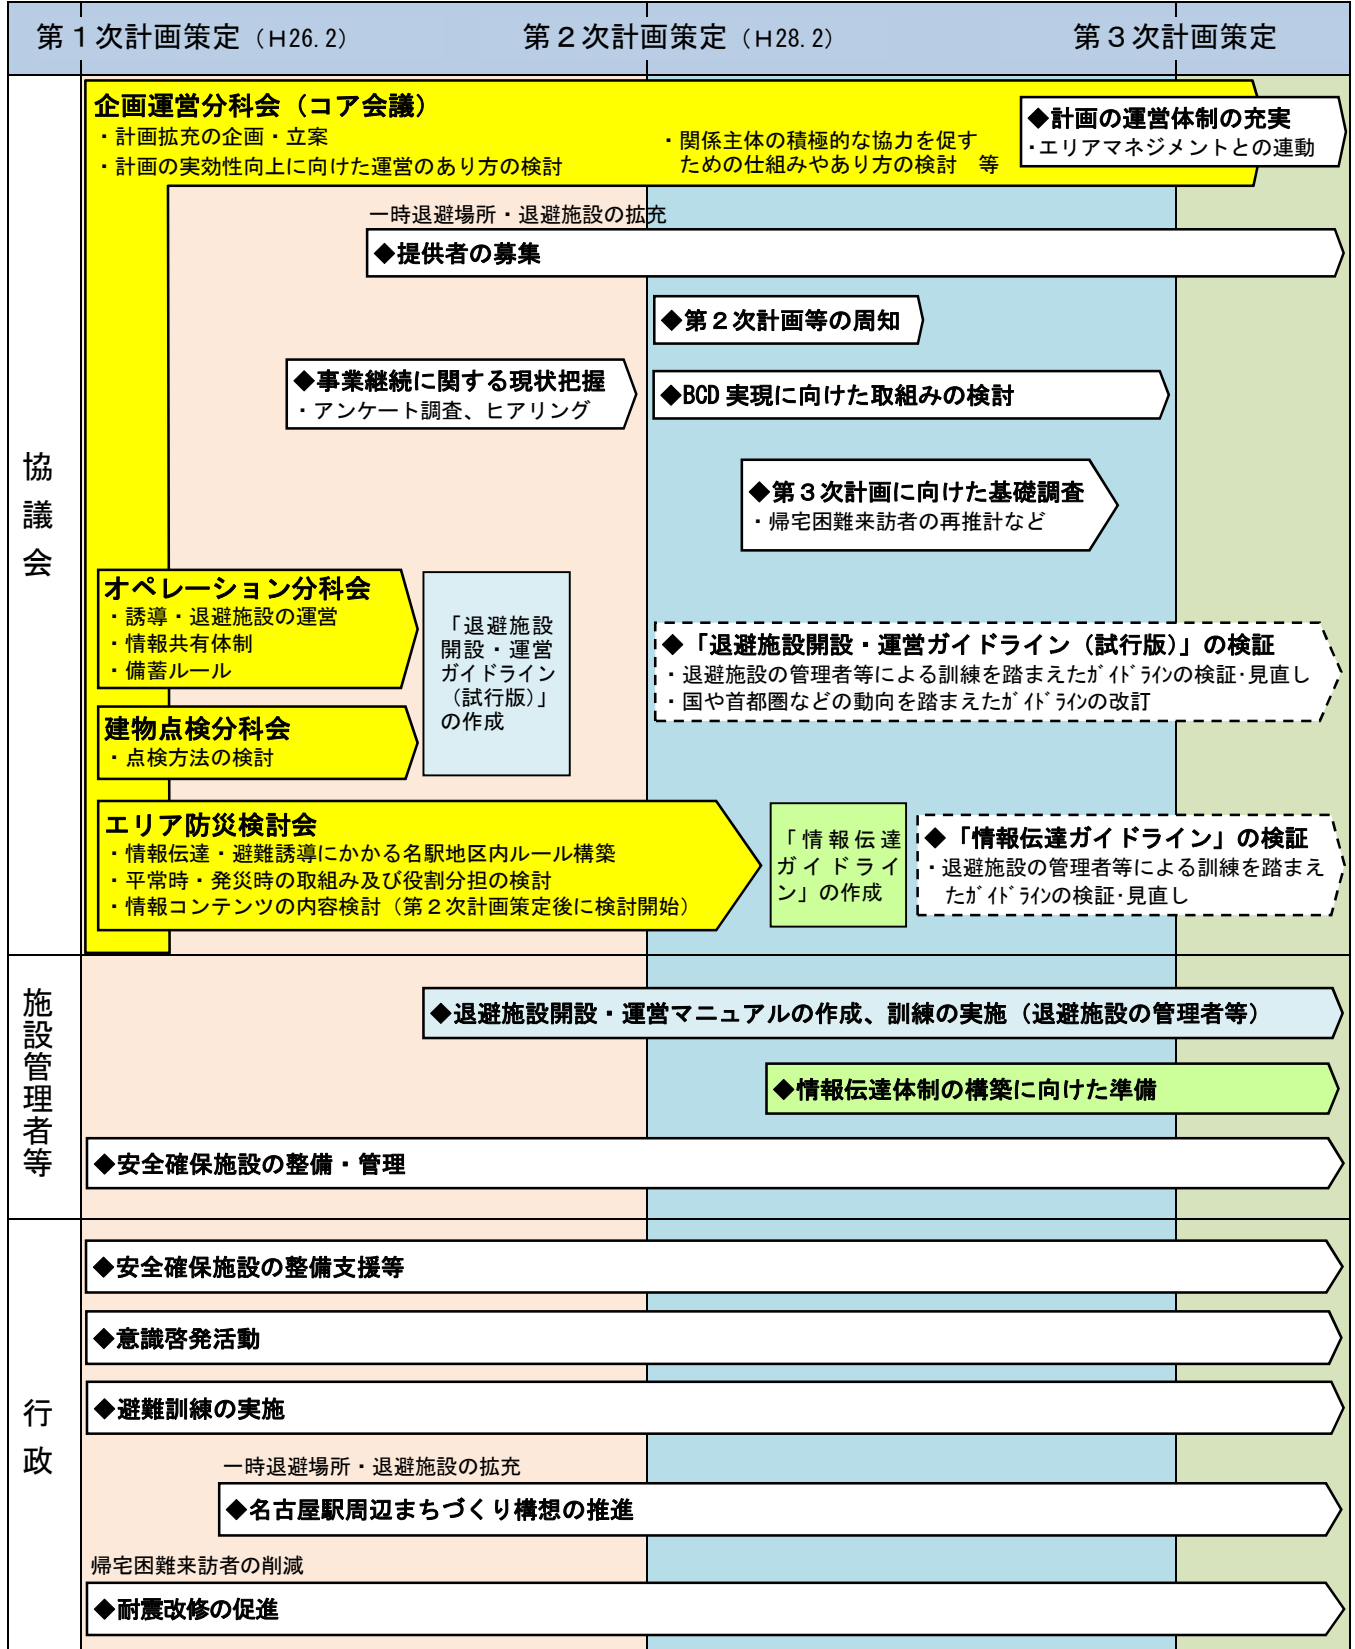 第１次計画策定（H26.2）
第２次計画策定（H28.2）
第３次計画策定
協議会
企画運営分科会（コア会議）
・計画拡充の企画・立案
・計画の実効性向上に向けた運営のあり方の検討
・関係主体の積極的な協力を促す
ための仕組みやあり方の検討　等
◆計画の運営体制の充実
・エリアマネジメントとの連動
一時退避場所・退避施設の拡充
◆提供者の募集
◆第２次計画等の周知
◆事業継続に関する現状把握
・アンケート調査、ヒアリング
◆BCD 実現に向けた取組みの検討
◆第３次計画に向けた基礎調査
・帰宅困難来訪者の再推計など
オペレーション分科会
・誘導・退避施設の運営
・情報共有体制
・備蓄ルール
「退避施設
開設・運営
ガイドライン
（試行版）」
の作成
◆「退避施設開設・運営ガイドライン（試行版）」の検証
・退避施設の管理者等による訓練を踏まえたｶﾞｲﾄﾞﾗｲﾝの検証･見直し
・国や首都圏などの動向を踏まえたｶﾞｲﾄﾞﾗｲﾝの改訂
建物点検分科会
・点検方法の検討
エリア防災検討会
・情報伝達・避難誘導にかかる名駅地区内ルール構築
・平常時・発災時の取組み及び役割分担の検討
・情報コンテンツの内容検討（第２次計画策定後に検討開始）
「情報伝達
ガイドライ
ン」の作成
◆「情報伝達ガイドライン」の検証
・退避施設の管理者等による訓練を踏まえ
たｶﾞｲﾄﾞﾗｲﾝの検証･見直し
施設管理者等
◆退避施設開設・運営マニュアルの作成、訓練の実施（退避施設の管理者等）
◆情報伝達体制の構築に向けた準備
◆安全確保施設の整備・管理
行政
◆安全確保施設の整備支援等
◆意識啓発活動
◆避難訓練の実施
一時退避場所・退避施設の拡充
◆名古屋駅周辺まちづくり構想の推進
帰宅困難来訪者の削減
◆耐震改修の促進